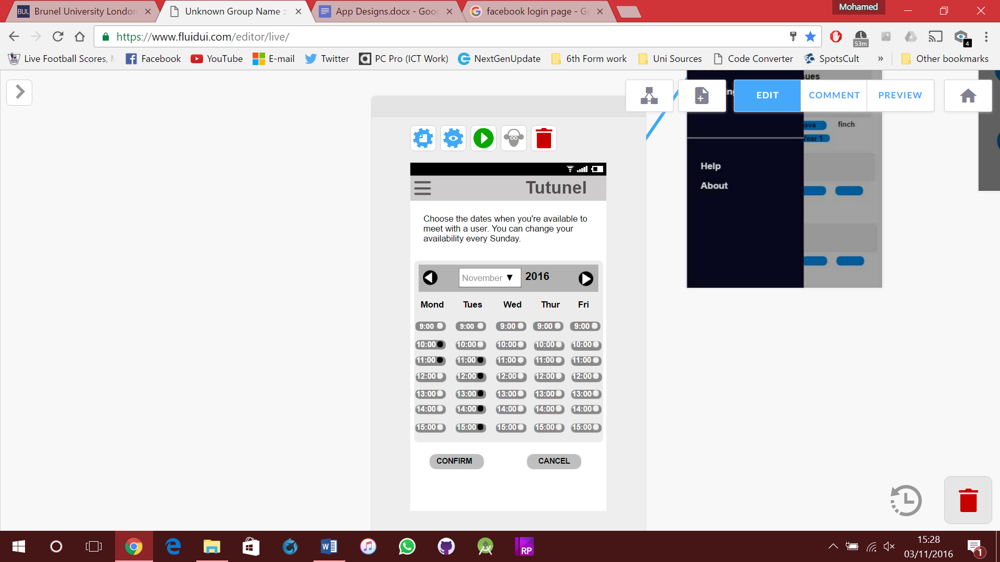 Mohamed
BUL Brunel University London
Unknown Group Name ::
App Designs.docx - Goo
facebook login page - Go
https://www.fluidui.com/editor/live/
53m
4
Live Football Scores, N
Facebook
YouTube
E-mail
Twitter
PC Pro (ICT Work)
NextGenUpdate
6th Form work
Uni Sources
Code Converter
SpotsCult
»
Other bookmarks
sues
EDIT
COMMENT
PREVIEW
ava
finch
Year 1
Help
About
Tutunel
Choose the dates when you're available to
meet with a user. You can change your
availability every Sunday.
November ▼ 2016
Mond Tues Wed Thur Fri
9:00 9:00 9:00 9:00 9:00
10:00 10:00 10:00 10:00 10:00
11:00 11:00 11:00 11:00 11:00
12:00 12:00 12:00 12:00 12:00
13:00 13:00 13:00 13:00 13:00
14:00 14:00 14:00 14:00 14:00
15:00 15:00 15:00 15:00 15:00
CONFIRM CANCEL
RP
15:28
03/11/2016
1